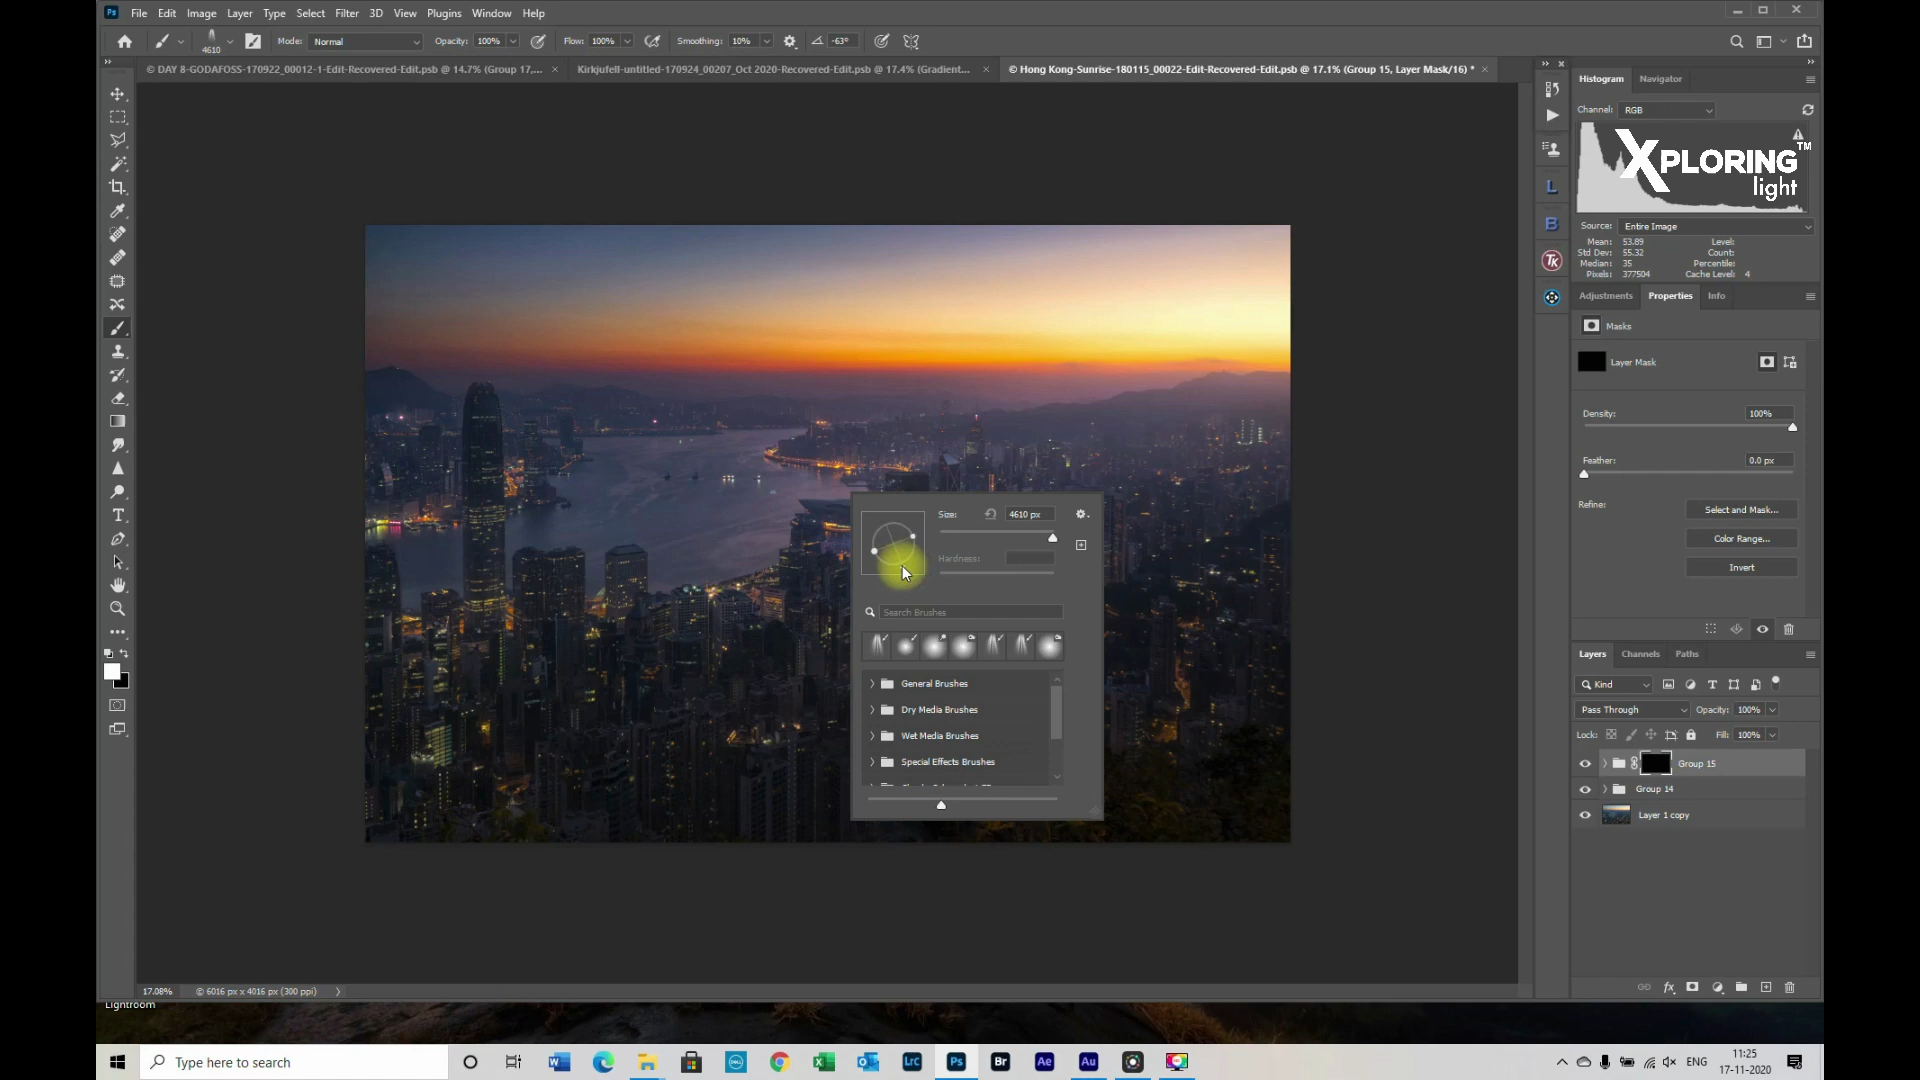 Ps File Edit Image Layer Type Select Filter 3D View Plugins Window Help
4610 Mode: Normal Opacity: 100% Flow: 100% Smoothing: 10% -63°
© DAY 8-GODAFOSS-170922_00012-1-Edit-Recovered-Edit.psb @ 14.7% (Group 17,... × Kirkjufell-untitled-170924_00207_Oct 2020-Recovered-Edit.psb @ 17.4% (Gradient... × © Hong Kong-Sunrise-180115_00022-Edit-Recovered-Edit.psb @ 17.1% (Group 15, Layer Mask/16) * ×
Histogram Navigator
Channel: RGB
XPLORING™
light
Source: Entire Image
Mean: 53.89 Level:
Std Dev: 55.32 Count:
Median: 35 Percentile:
Pixels: 377504 Cache Level: 4
L
B
TK
Adjustments Properties Info
Masks
Layer Mask
Density: 100%
Feather: 0.0 px
Refine: Select and Mask...
Color Range...
Invert
Size: 4610 px
Hardness:
Search Brushes
General Brushes
Dry Media Brushes
Wet Media Brushes
Special Effects Brushes
Layers Channels Paths
Kind
Pass Through Opacity: 100%
Lock: Fill: 100%
Group 15
Group 14
Layer 1 copy
17.08% © 6016 px x 4016 px (300 ppi)
Lightroom
Type here to search LrC Ps Br Ae Au ENG
11:25
17-11-2020